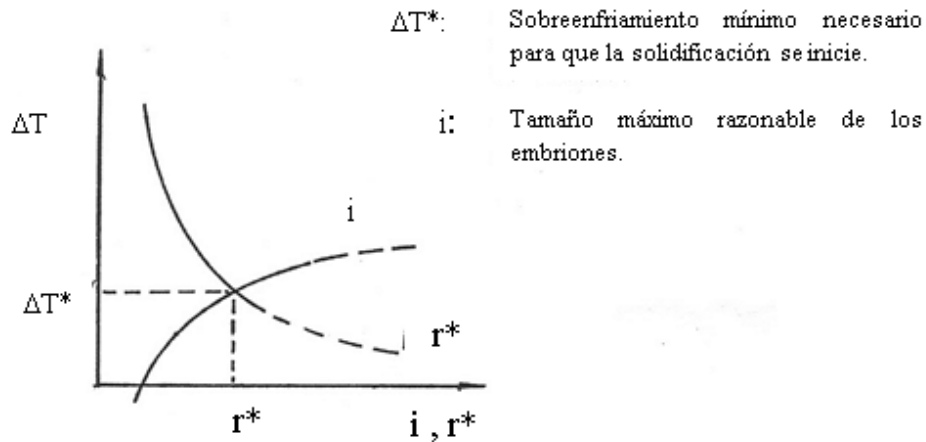 ΔT*: Sobreenfriamiento mínimo necesario
para que la solidificación se inicie.
i: Tamaño máximo razonable de los
embriones.
ΔT
i
ΔT*
r*
r*
i , r*